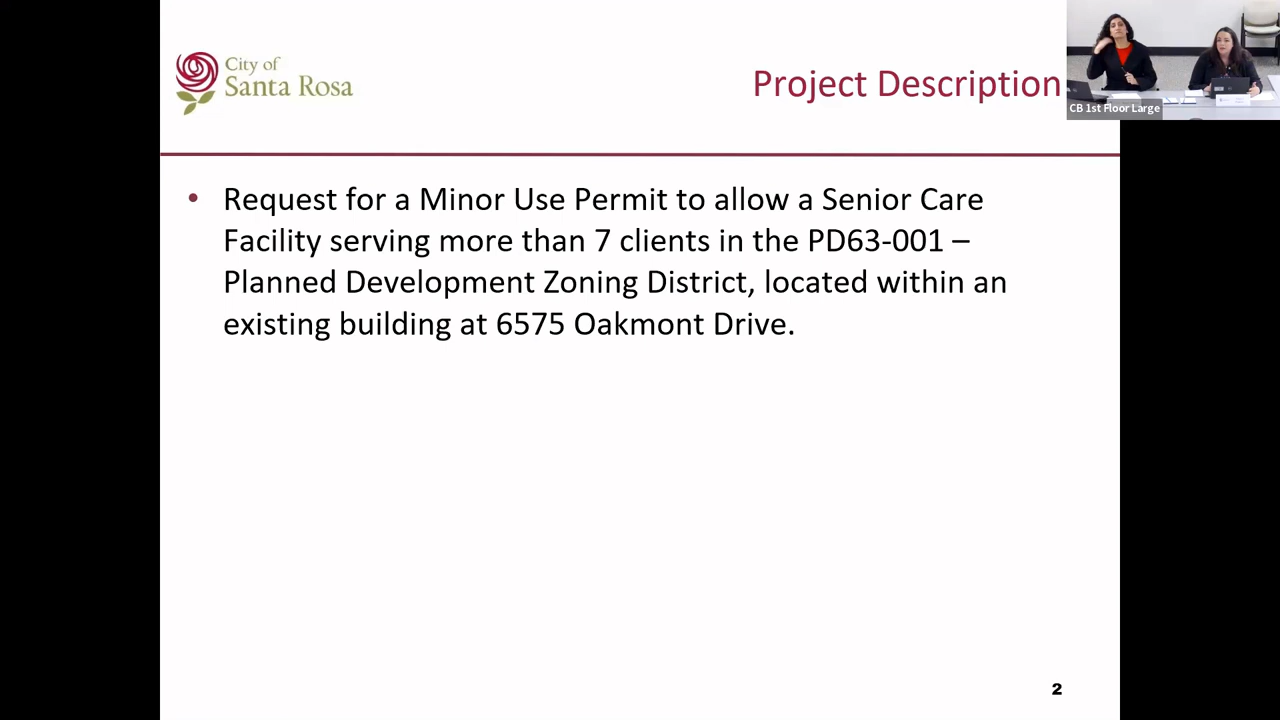 City of
Santa Rosa
Project Description
CB 1st Floor Large
• Request for a Minor Use Permit to allow a Senior Care
Facility serving more than 7 clients in the PD63-001 –
Planned Development Zoning District, located within an
existing building at 6575 Oakmont Drive.
2